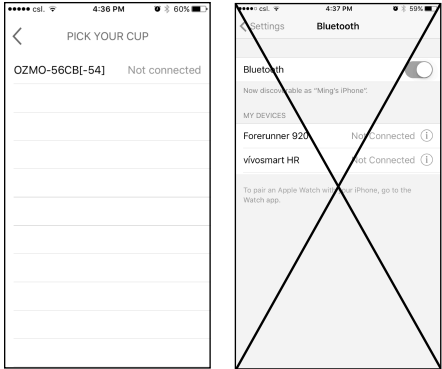 csl. 4:36 PM 60%
PICK YOUR CUP
OZMO-56CB[-54] Not connected
csl. 4:37 PM 59%
Settings Bluetooth
Bluetooth
Now discoverable as "Ming's iPhone".
MY DEVICES
Forerunner 920 Not Connected
vívosmart HR Not Connected
To pair an Apple Watch with your iPhone, go to the
Watch app.